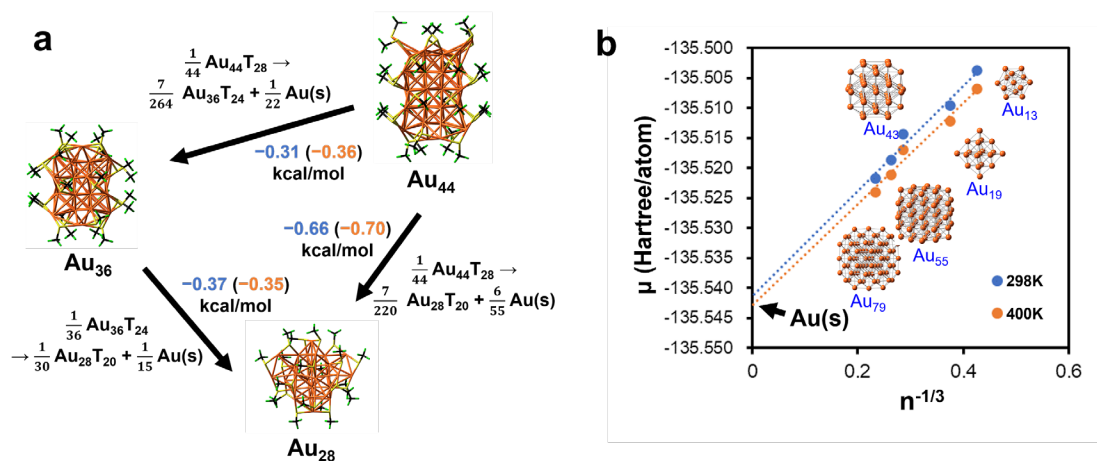 a
1/44 Au₄₄T₂₈ →
7/264 Au₃₆T₂₄ + 1/22 Au(s)
−0.31 (−0.36)
kcal/mol
Au₄₄
Au₃₆
−0.66 (−0.70)
kcal/mol
1/44 Au₄₄T₂₈ →
7/220 Au₂₈T₂₀ + 6/55 Au(s)
−0.37 (−0.35)
kcal/mol
1/36 Au₃₆T₂₄
→ 1/30 Au₂₈T₂₀ + 1/15 Au(s)
Au₂₈
b
μ (Hartree/atom)
-135.500
-135.505
-135.510
-135.515
-135.520
-135.525
-135.530
-135.535
-135.540
-135.545
-135.550
Au₄₃
Au₁₃
Au₁₉
Au₅₅
Au₇₉
Au(s)
298K
400K
0
0.2
0.4
0.6
n⁻¹/³